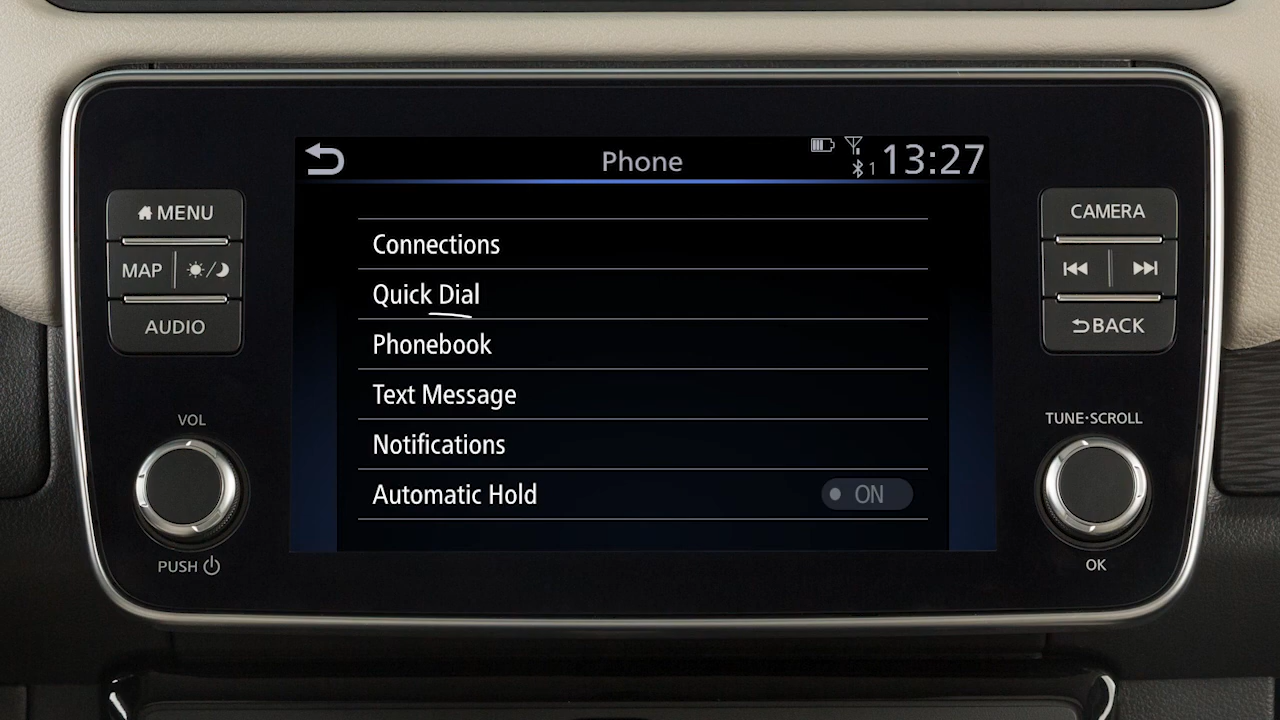 Phone
1 13:27
MENU
MAP
AUDIO
VOL
PUSH
Connections
Quick Dial
Phonebook
Text Message
Notifications
Automatic Hold ON
CAMERA
BACK
TUNE·SCROLL
OK